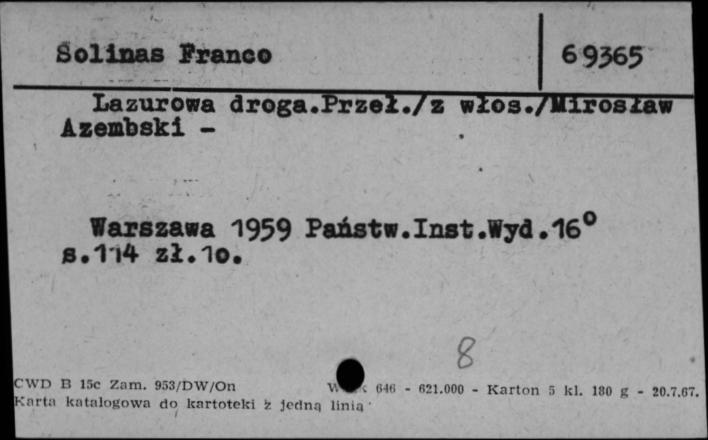 Solinas Franco
69365
Lazurowa droga.Przeł./z włos./Mirosław
Azembski -
Warszawa 1959 Państw.Inst.Wyd.16°
s.114 zł.10.
8
CWD B 15c Zam. 953/DW/On 646 - 621.000 - Karton 5 kl. 180 g - 20.7.67.
Karta katalogowa do kartoteki z jedną linią